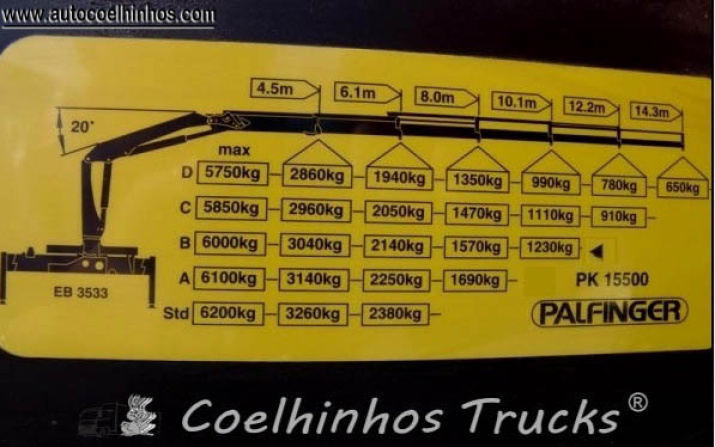 www.autocoelhinhos.com
4.5m 6.1m 8.0m 10.1m 12.2m 14.3m
20°
max
D 5750kg 2860kg 1940kg 1350kg 990kg 780kg 650kg
C 5850kg 2960kg 2050kg 1470kg 1110kg 910kg
B 6000kg 3040kg 2140kg 1570kg 1230kg
A 6100kg 3140kg 2250kg 1690kg PK 15500
EB 3533
Std 6200kg 3260kg 2380kg PALFINGER
Coelhinhos Trucks®